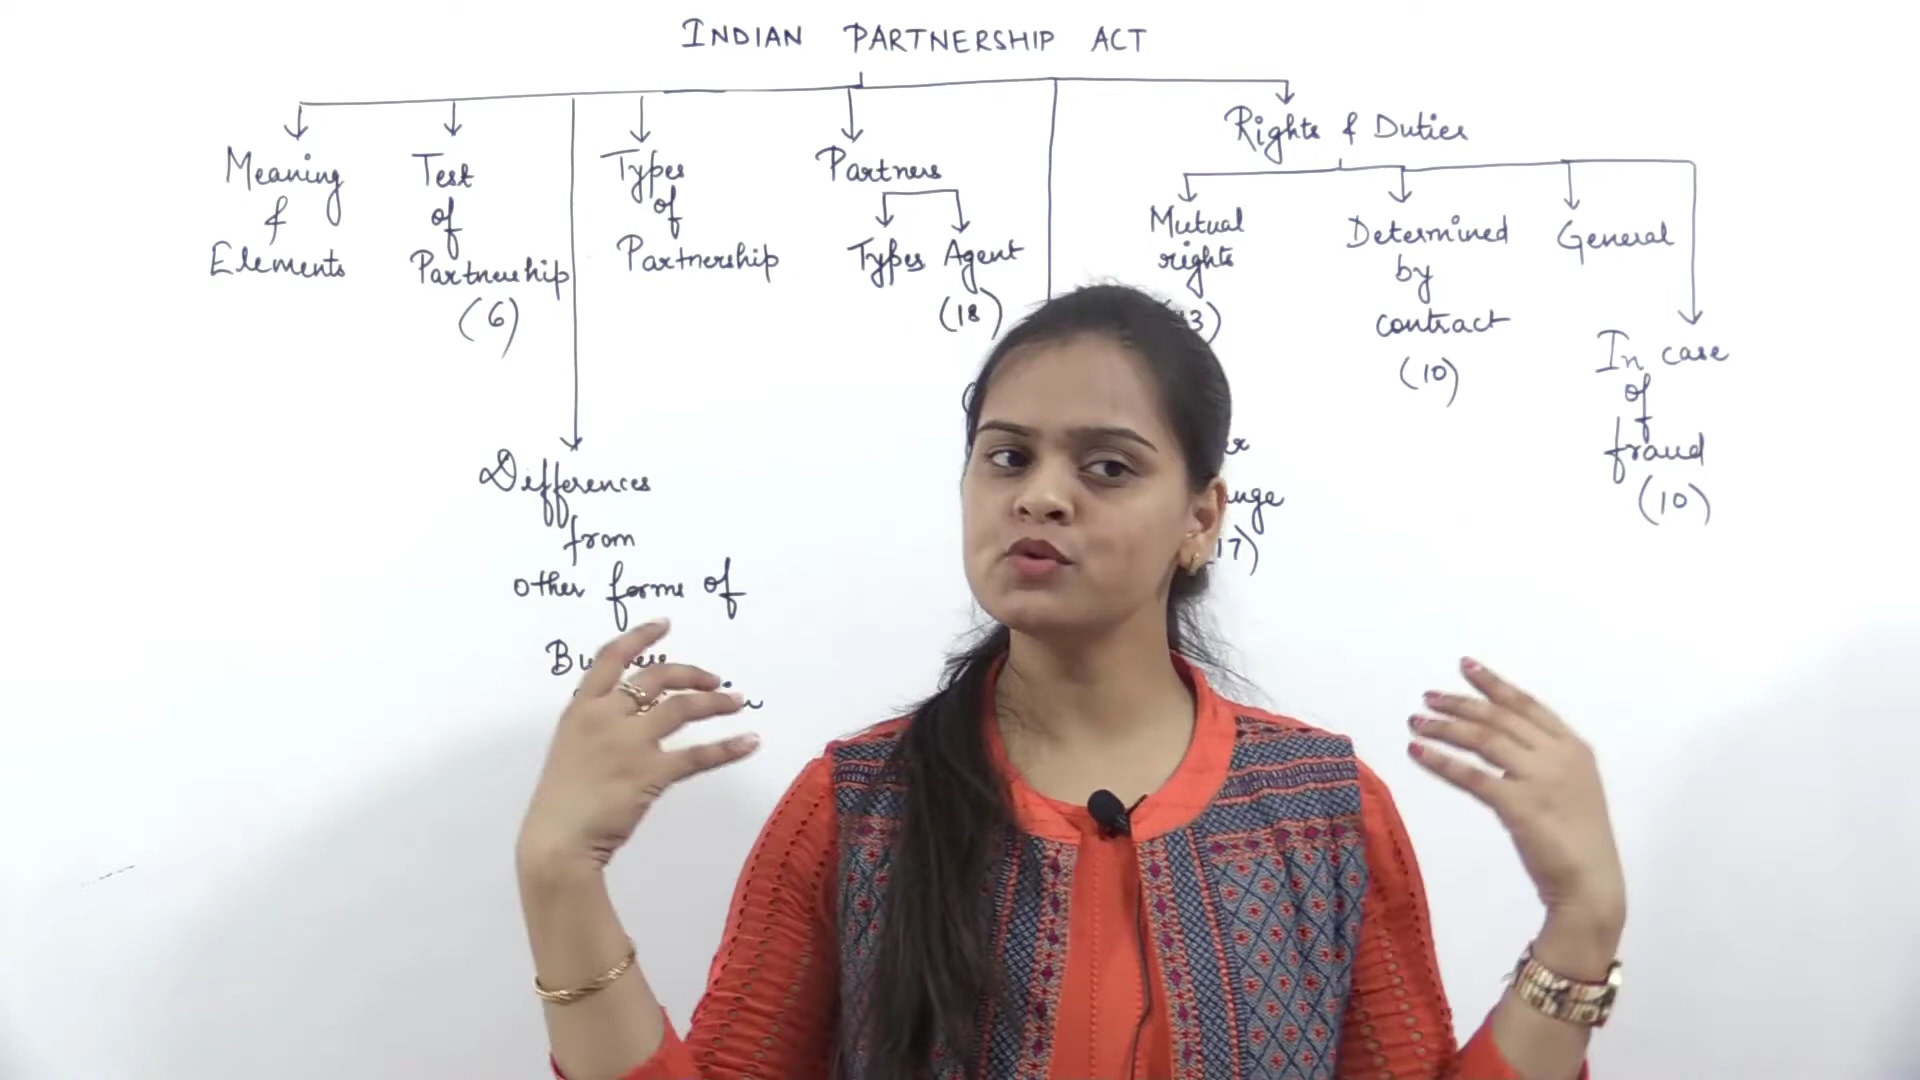 INDIAN PARTNERSHIP ACT
Meaning
&
Elements
Test
of
Partnership
(6)
Types
of
Partnership
Partners
Types Agent
(18)
Rights & Duties
Mutual
rights
Determined
by
contract
(10)
General
In case
of
fraud
(10)
Differences
from
other forms of
17)